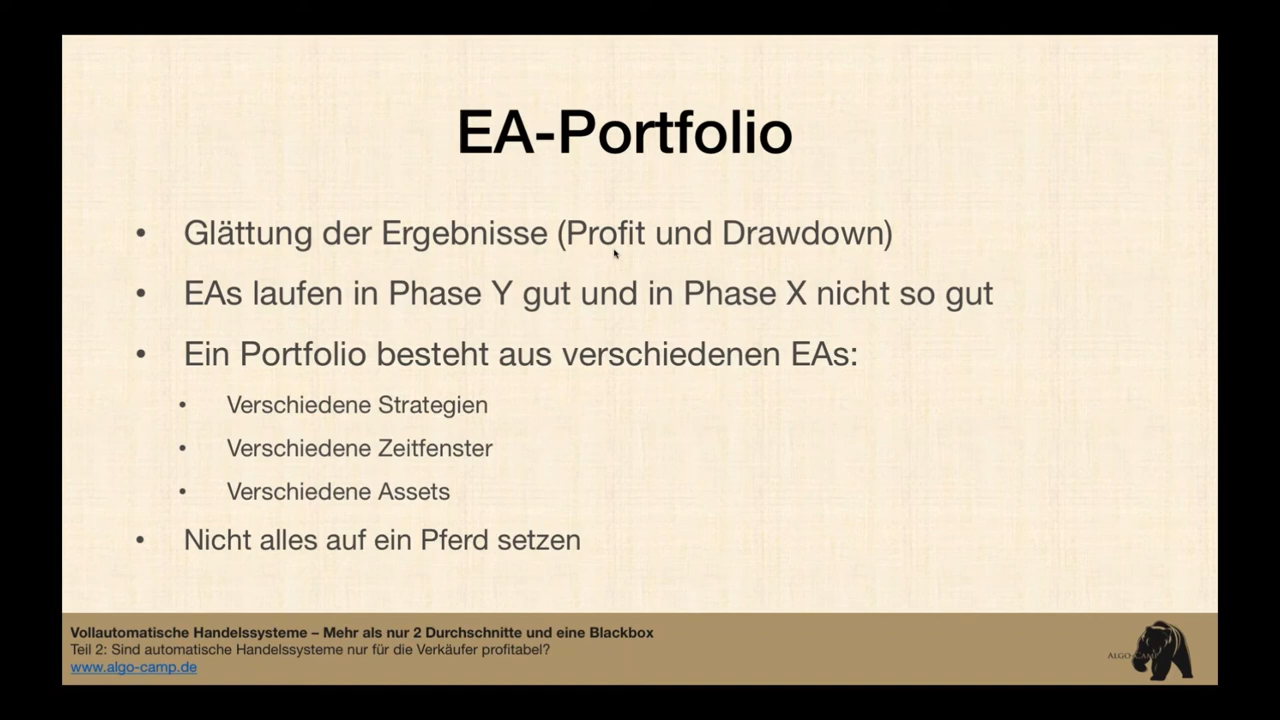 EA-Portfolio
• Glättung der Ergebnisse (Profit und Drawdown)
• EAs laufen in Phase Y gut und in Phase X nicht so gut
• Ein Portfolio besteht aus verschiedenen EAs:
• Verschiedene Strategien
• Verschiedene Zeitfenster
• Verschiedene Assets
• Nicht alles auf ein Pferd setzen
Vollautomatische Handelssysteme – Mehr als nur 2 Durchschnitte und eine Blackbox
Teil 2: Sind automatische Handelssysteme nur für die Verkäufer profitabel?
www.algo-camp.de
ALGO-CAMP